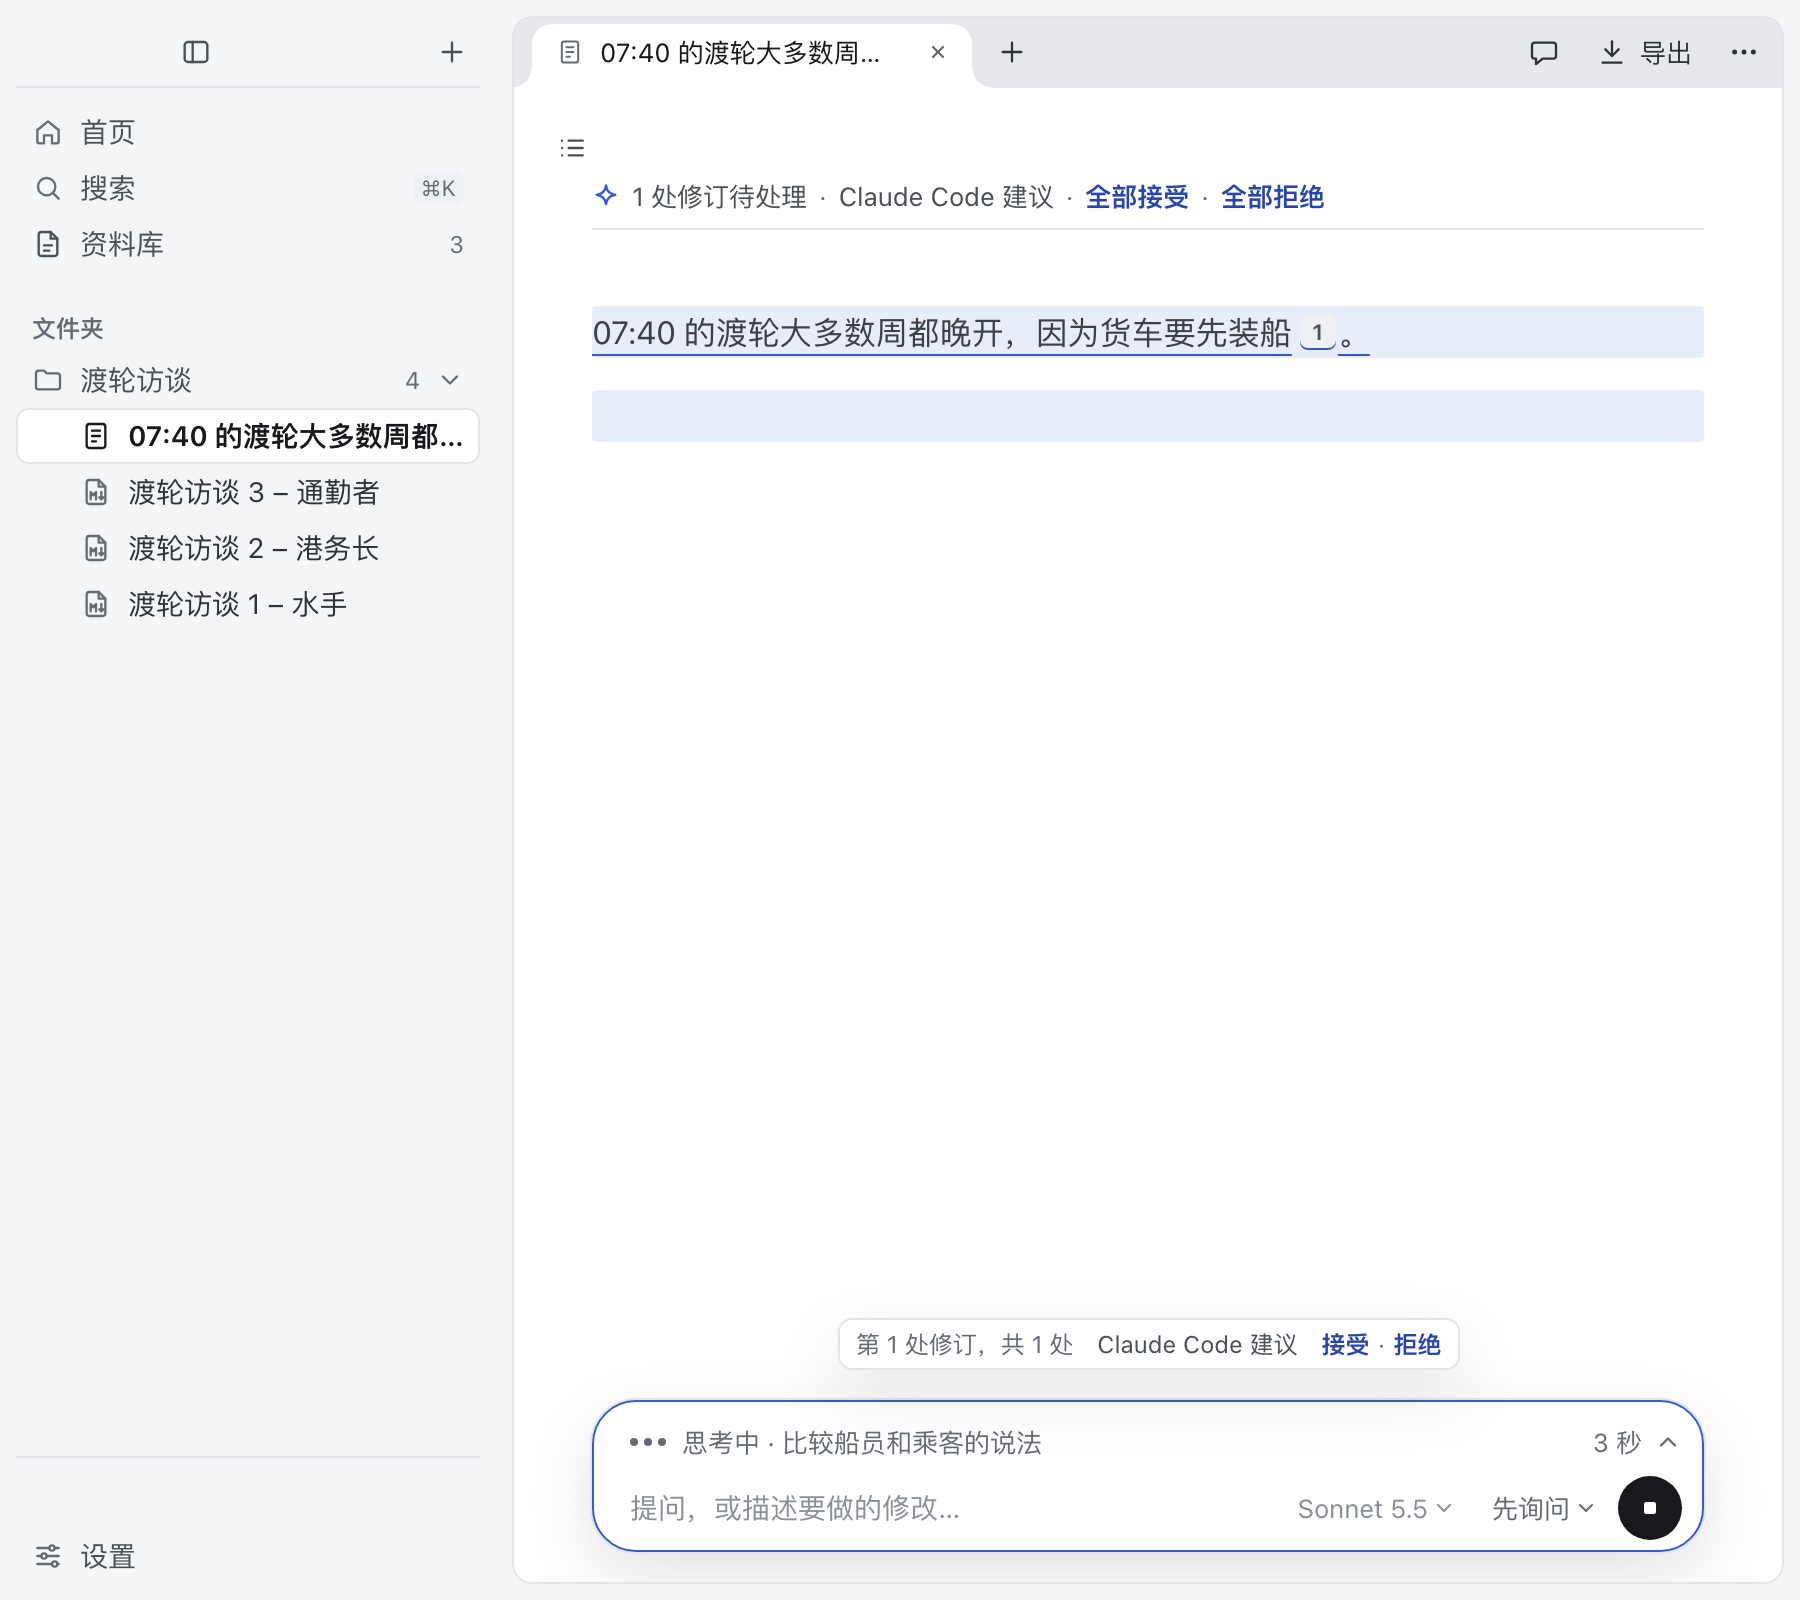 首页
搜索 ⌘K
资料库 3
文件夹
渡轮访谈 4
07:40 的渡轮大多数周都...
渡轮访谈 3 – 通勤者
渡轮访谈 2 – 港务长
渡轮访谈 1 – 水手
设置
07:40 的渡轮大多数周...
导出
1 处修订待处理 · Claude Code 建议 · 全部接受 · 全部拒绝
07:40 的渡轮大多数周都晚开，因为货车要先装船 1 。
第 1 处修订，共 1 处 Claude Code 建议 接受 · 拒绝
思考中 · 比较船员和乘客的说法 3 秒
提问，或描述要做的修改... Sonnet 5.5 先询问